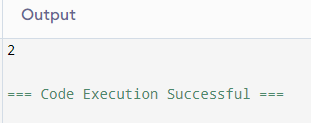 Output
2
=== Code Execution Successful ===